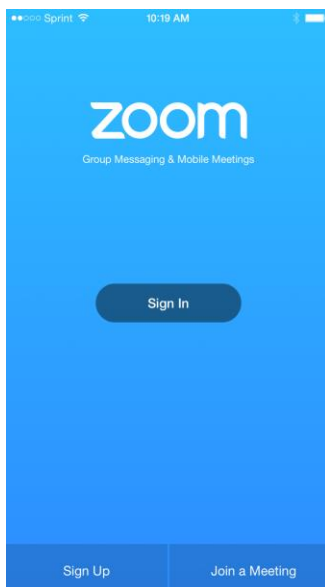 Sprint 10:19 AM
zoom
Group Messaging & Mobile Meetings
Sign In
Sign Up Join a Meeting